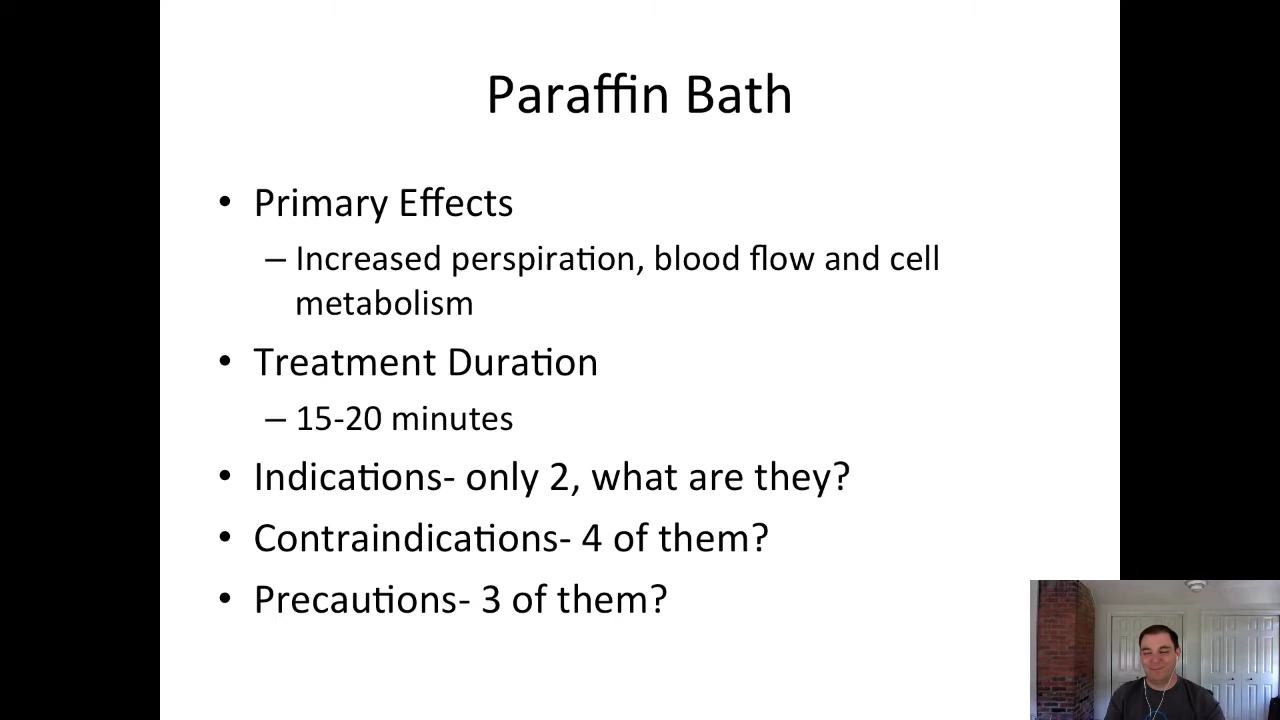 Paraffin Bath
• Primary Effects
– Increased perspiration, blood flow and cell
metabolism
• Treatment Duration
– 15-20 minutes
• Indications- only 2, what are they?
• Contraindications- 4 of them?
• Precautions- 3 of them?